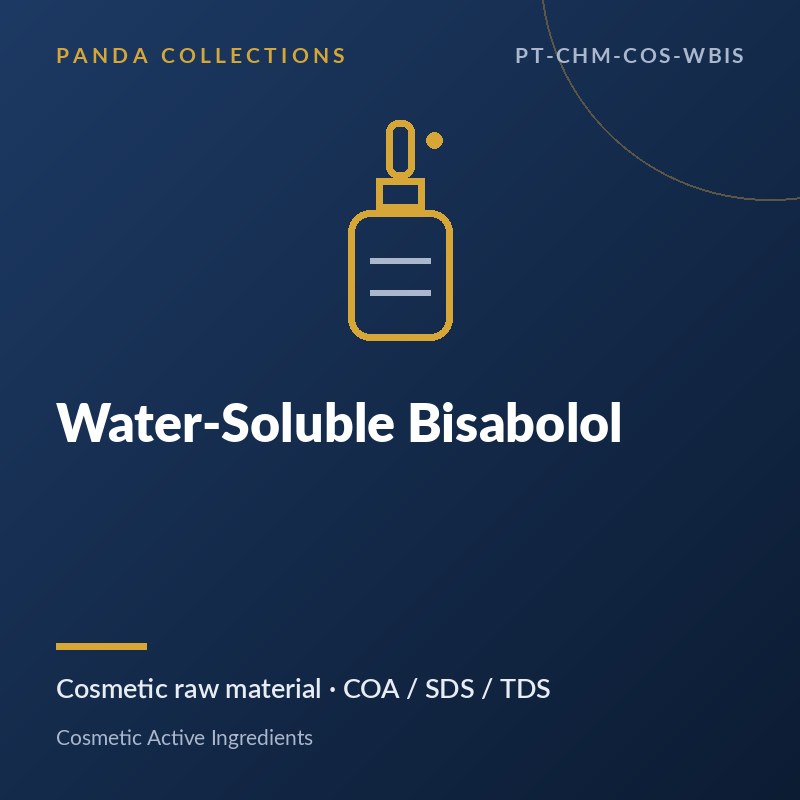 PANDA COLLECTIONS
PT-CHM-COS-WBIS
Water-Soluble Bisabolol
Cosmetic raw material · COA / SDS / TDS
Cosmetic Active Ingredients